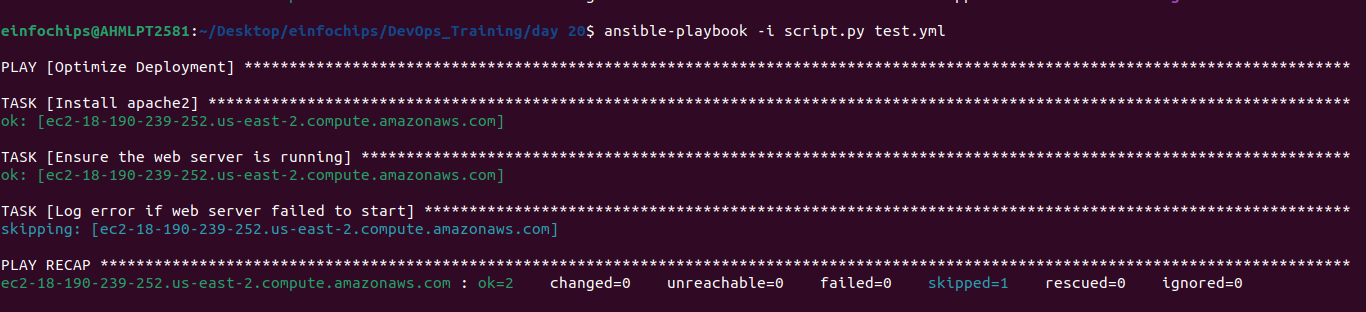 einfochips@AHMLPT2581:~/Desktop/einfochips/DevOps_Training/day 20$ ansible-playbook -i script.py test.yml
PLAY [Optimize Deployment] ***************************************************************************************************************************
TASK [Install apache2] *******************************************************************************************************************************
ok: [ec2-18-190-239-252.us-east-2.compute.amazonaws.com]
TASK [Ensure the web server is running] **************************************************************************************************************
ok: [ec2-18-190-239-252.us-east-2.compute.amazonaws.com]
TASK [Log error if web server failed to start] *******************************************************************************************************
skipping: [ec2-18-190-239-252.us-east-2.compute.amazonaws.com]
PLAY RECAP *******************************************************************************************************************************************
ec2-18-190-239-252.us-east-2.compute.amazonaws.com : ok=2    changed=0    unreachable=0    failed=0    skipped=1    rescued=0    ignored=0